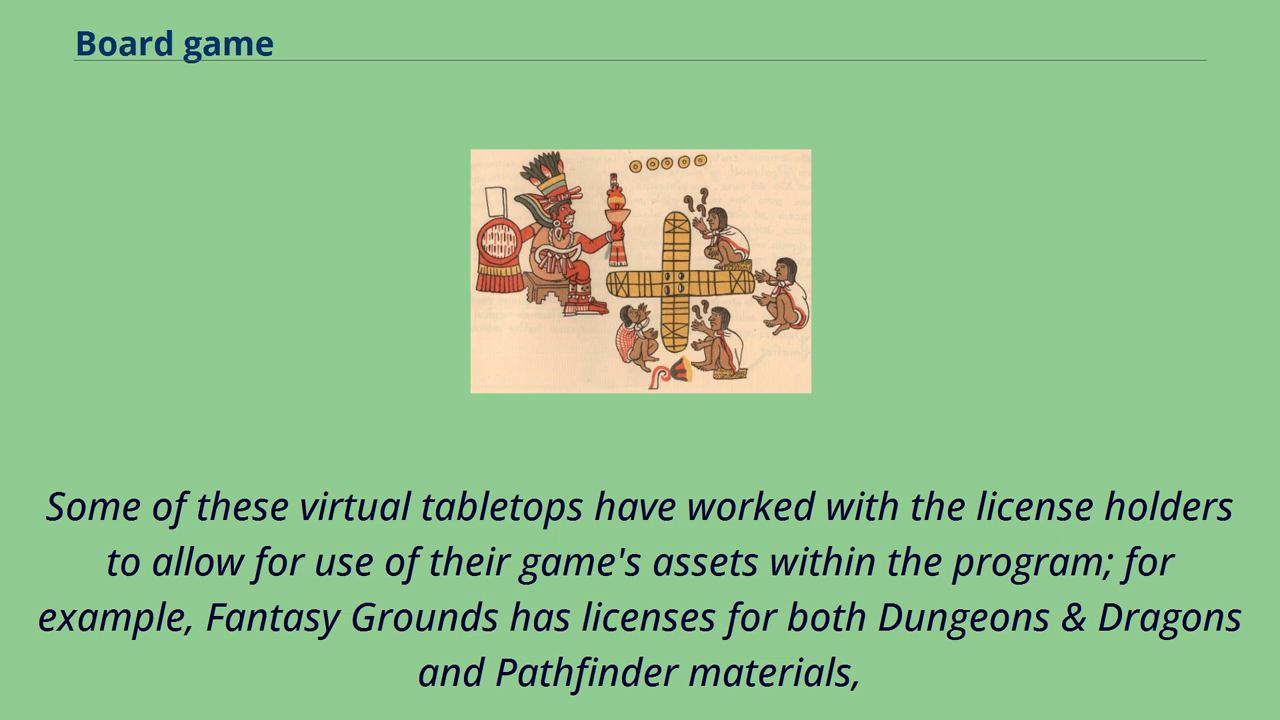 Board game
Some of these virtual tabletops have worked with the license holders
to allow for use of their game's assets within the program; for
example, Fantasy Grounds has licenses for both Dungeons & Dragons
and Pathfinder materials,